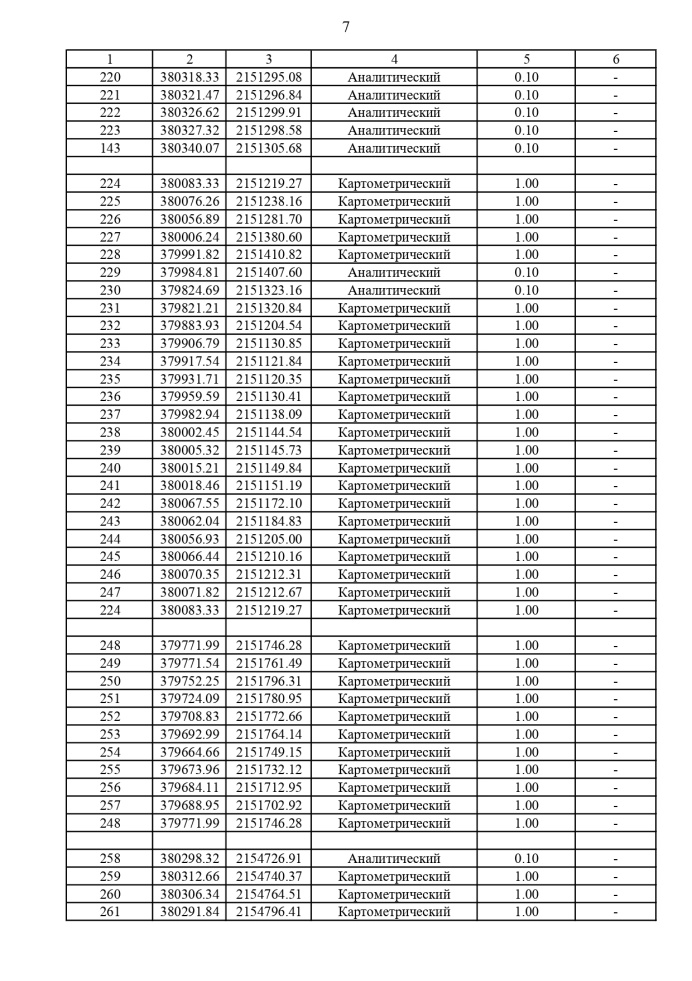 7
1 2 3 4 5 6
220 380318.33 2151295.08 Аналитический 0.10 -
221 380321.47 2151296.84 Аналитический 0.10 -
222 380326.62 2151299.91 Аналитический 0.10 -
223 380327.32 2151298.58 Аналитический 0.10 -
143 380340.07 2151305.68 Аналитический 0.10 -
224 380083.33 2151219.27 Картометрический 1.00 -
225 380076.26 2151238.16 Картометрический 1.00 -
226 380056.89 2151281.70 Картометрический 1.00 -
227 380006.24 2151380.60 Картометрический 1.00 -
228 379991.82 2151410.82 Картометрический 1.00 -
229 379984.81 2151407.60 Аналитический 0.10 -
230 379824.69 2151323.16 Аналитический 0.10 -
231 379821.21 2151320.84 Картометрический 1.00 -
232 379883.93 2151204.54 Картометрический 1.00 -
233 379906.79 2151130.85 Картометрический 1.00 -
234 379917.54 2151121.84 Картометрический 1.00 -
235 379931.71 2151120.35 Картометрический 1.00 -
236 379959.59 2151130.41 Картометрический 1.00 -
237 379982.94 2151138.09 Картометрический 1.00 -
238 380002.45 2151144.54 Картометрический 1.00 -
239 380005.32 2151145.73 Картометрический 1.00 -
240 380015.21 2151149.84 Картометрический 1.00 -
241 380018.46 2151151.19 Картометрический 1.00 -
242 380067.55 2151172.10 Картометрический 1.00 -
243 380062.04 2151184.83 Картометрический 1.00 -
244 380056.93 2151205.00 Картометрический 1.00 -
245 380066.44 2151210.16 Картометрический 1.00 -
246 380070.35 2151212.31 Картометрический 1.00 -
247 380071.82 2151212.67 Картометрический 1.00 -
224 380083.33 2151219.27 Картометрический 1.00 -
248 379771.99 2151746.28 Картометрический 1.00 -
249 379771.54 2151761.49 Картометрический 1.00 -
250 379752.25 2151796.31 Картометрический 1.00 -
251 379724.09 2151780.95 Картометрический 1.00 -
252 379708.83 2151772.66 Картометрический 1.00 -
253 379692.99 2151764.14 Картометрический 1.00 -
254 379664.66 2151749.15 Картометрический 1.00 -
255 379673.96 2151732.12 Картометрический 1.00 -
256 379684.11 2151712.95 Картометрический 1.00 -
257 379688.95 2151702.92 Картометрический 1.00 -
248 379771.99 2151746.28 Картометрический 1.00 -
258 380298.32 2154726.91 Аналитический 0.10 -
259 380312.66 2154740.37 Картометрический 1.00 -
260 380306.34 2154764.51 Картометрический 1.00 -
261 380291.84 2154796.41 Картометрический 1.00 -